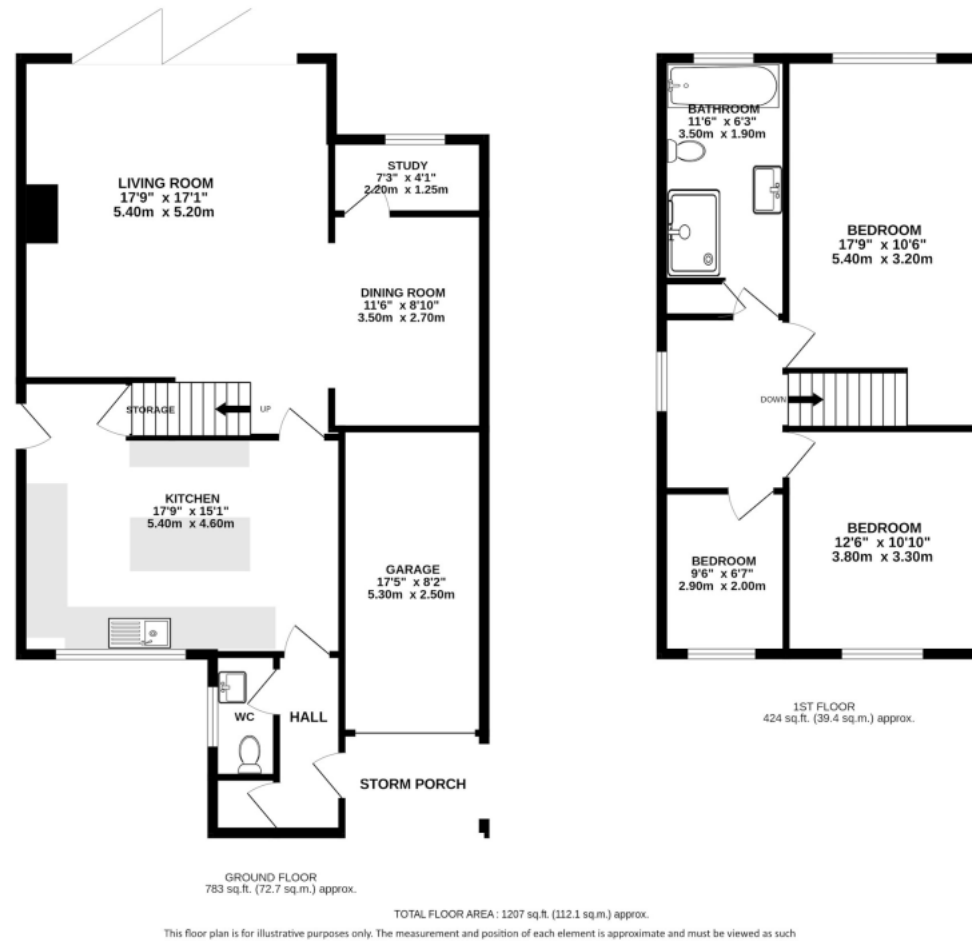 LIVING ROOM
17'9" x 17'1"
5.40m x 5.20m
STUDY
7'3" x 4'1"
2.20m x 1.25m
DINING ROOM
11'6" x 8'10"
3.50m x 2.70m
STORAGE
UP
KITCHEN
17'9" x 15'1"
5.40m x 4.60m
GARAGE
17'5" x 8'2"
5.30m x 2.50m
WC
HALL
STORM PORCH
GROUND FLOOR
783 sq.ft. (72.7 sq.m.) approx.
BATHROOM
11'6" x 6'3"
3.50m x 1.90m
BEDROOM
17'9" x 10'6"
5.40m x 3.20m
DOWN
BEDROOM
12'6" x 10'10"
3.80m x 3.30m
BEDROOM
9'6" x 6'7"
2.90m x 2.00m
1ST FLOOR
424 sq.ft. (39.4 sq.m.) approx.
TOTAL FLOOR AREA : 1207 sq.ft. (112.1 sq.m.) approx.
This floor plan is for illustrative purposes only. The measurement and position of each element is approximate and must be viewed as such